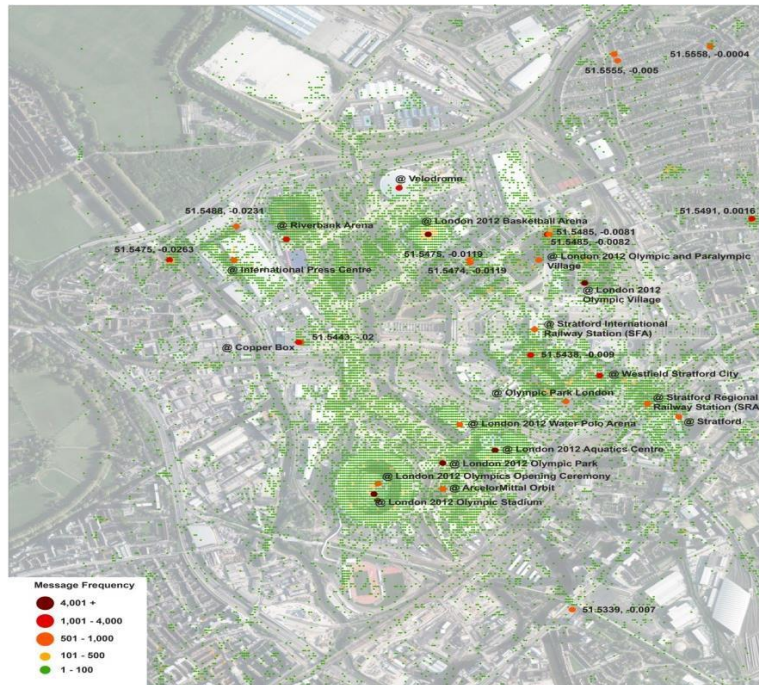 51.5558, -0.0004
51.5555, -0.005
@ Velodrome
51.5488, -0.0231
@ Riverbank Arena
@ London 2012 Basketball Arena
51.5491, 0.0016
51.5485, -0.0081
51.5485, -0.0082
51.5475, -0.0263
51.5475, -0.0119
51.5474, -0.0119
@ International Press Centre
@ London 2012 Olympic and Paralympic
Village
@ London 2012
Olympic Village
@ Stratford International
Railway Station (SFA)
51.5443, -.02
@ Copper Box
51.5438, -0.009
@ Westfield Stratford City
@ Olympic Park London
@ Stratford Regional
Railway Station (SRA)
@ Stratford
@ London 2012 Water Polo Arena
@ London 2012 Aquatics Centre
@ London 2012 Olympic Park
@ London 2012 Olympics Opening Ceremony
@ ArcelorMittal Orbit
@ London 2012 Olympic Stadium
51.5339, -0.007
Message Frequency
4,001 +
1,001 - 4,000
501 - 1,000
101 - 500
1 - 100